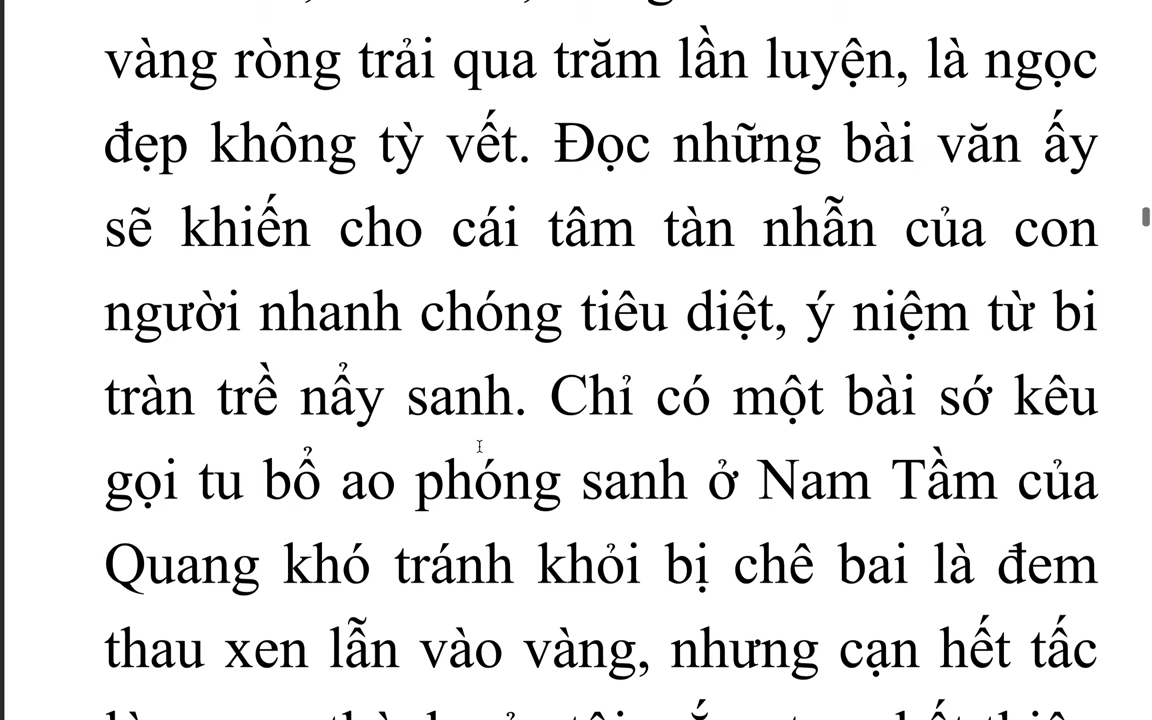 vàng ròng trải qua trăm lần luyện, là ngọc
đẹp không tỳ vết. Đọc những bài văn ấy
sẽ khiến cho cái tâm tàn nhẫn của con
người nhanh chóng tiêu diệt, ý niệm từ bi
tràn trề nẩy sanh. Chỉ có một bài sớ kêu
gọi tu bổ ao phóng sanh ở Nam Tầm của
Quang khó tránh khỏi bị chê bai là đem
thau xen lẫn vào vàng, nhưng cạn hết tấc